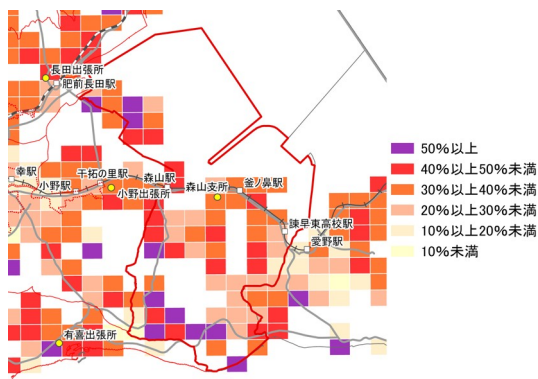 長田出張所
肥前長田駅
幸駅
小野駅
干拓の里駅
小野出張所
森山駅
森山支所
釜ノ鼻駅
諫早東高校駅
愛野駅
有喜出張所
50%以上
40%以上50%未満
30%以上40%未満
20%以上30%未満
10%以上20%未満
10%未満